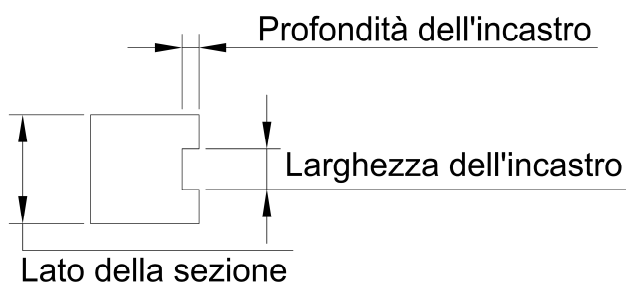 Profondità dell'incastro
Larghezza dell'incastro
Lato della sezione